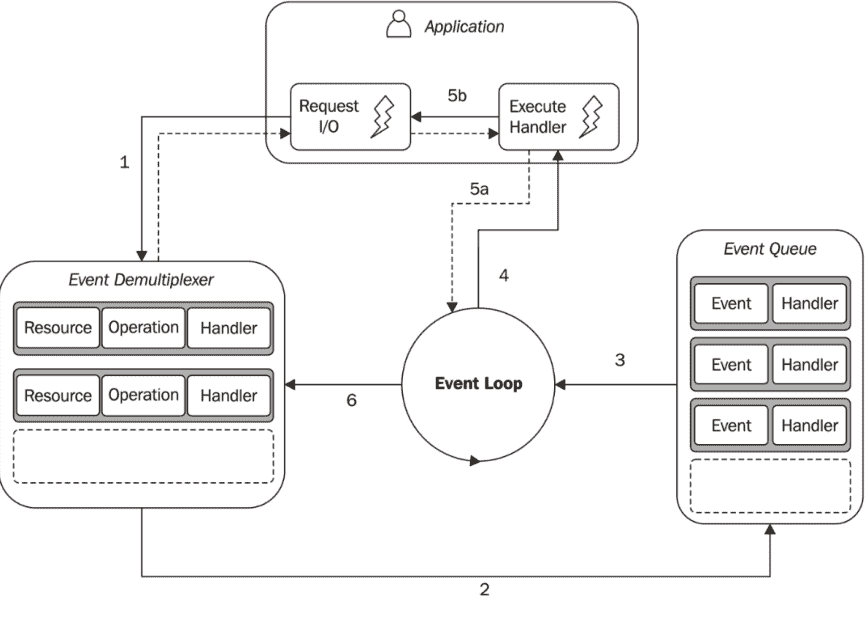 Application
5b
Request
I/O
Execute
Handler
1
5a
4
Event Demultiplexer
Resource Operation Handler
Resource Operation Handler
Event Queue
Event Handler
Event Handler
Event Handler
3
Event Loop
6
2